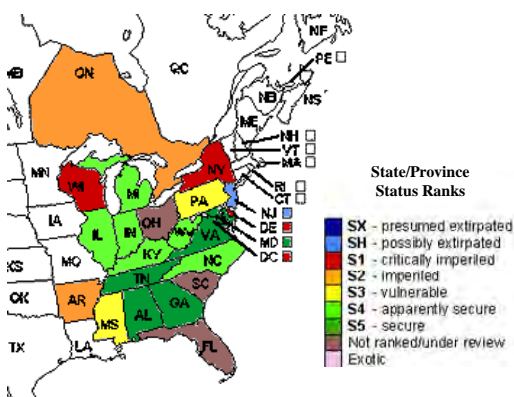 NF
PE
ON
QC
MB
NB
NS
ME
NH
VT
MA
MN
WI
NY
MI
RI
CT
PA
NJ
IA
OH
DE
IL
IN
MD
WV
VA
DC
KS
MO
KY
NC
TN
OK
AR
SC
MS
AL
GA
TX
LA
FL
State/Province
Status Ranks
SX - presumed extirpated
SH - possibly extirpated
S1 - critically imperiled
S2 - imperiled
S3 - vulnerable
S4 - apparently secure
S5 - secure
Not ranked/under review
Exotic